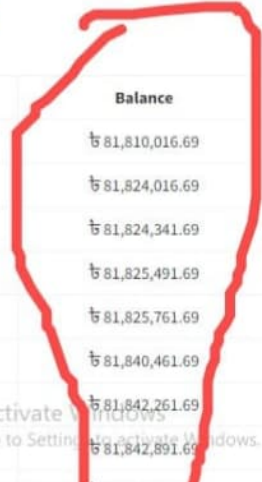 Balance
৳ 81,810,016.69
৳ 81,824,016.69
৳ 81,824,341.69
৳ 81,825,491.69
৳ 81,825,761.69
৳ 81,840,461.69
ctivate Windows
৳ 81,842,261.69
to Settings to activate Windows.
৳ 81,842,891.69